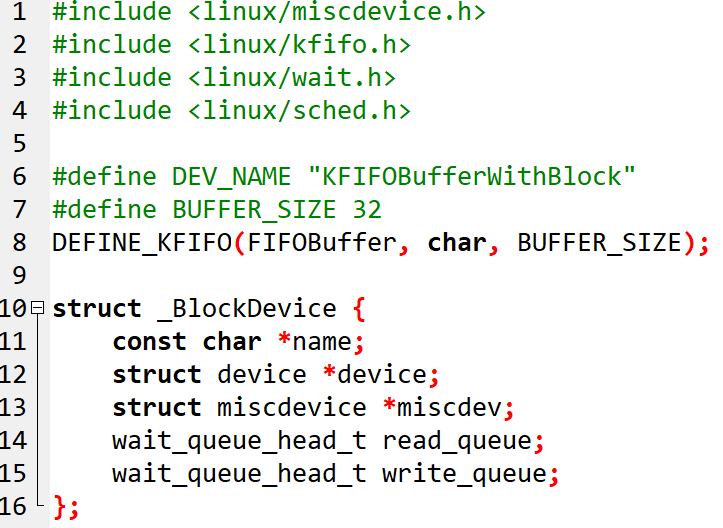 1 #include <linux/miscdevice.h>
2 #include <linux/kfifo.h>
3 #include <linux/wait.h>
4 #include <linux/sched.h>
5
6 #define DEV_NAME "KFIFOBufferWithBlock"
7 #define BUFFER_SIZE 32
8 DEFINE_KFIFO(FIFOBuffer, char, BUFFER_SIZE);
9
10 struct _BlockDevice {
11     const char *name;
12     struct device *device;
13     struct miscdevice *miscdev;
14     wait_queue_head_t read_queue;
15     wait_queue_head_t write_queue;
16 };